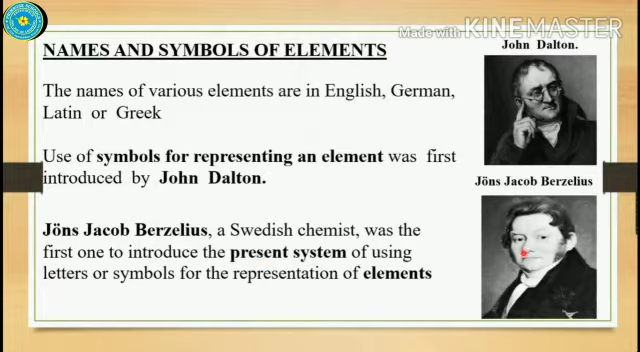 Made with KINEMASTER
NAMES AND SYMBOLS OF ELEMENTS
John Dalton.
The names of various elements are in English, German,
Latin or Greek
Use of symbols for representing an element was first
introduced by John Dalton.
Jöns Jacob Berzelius
Jöns Jacob Berzelius, a Swedish chemist, was the
first one to introduce the present system of using
letters or symbols for the representation of elements